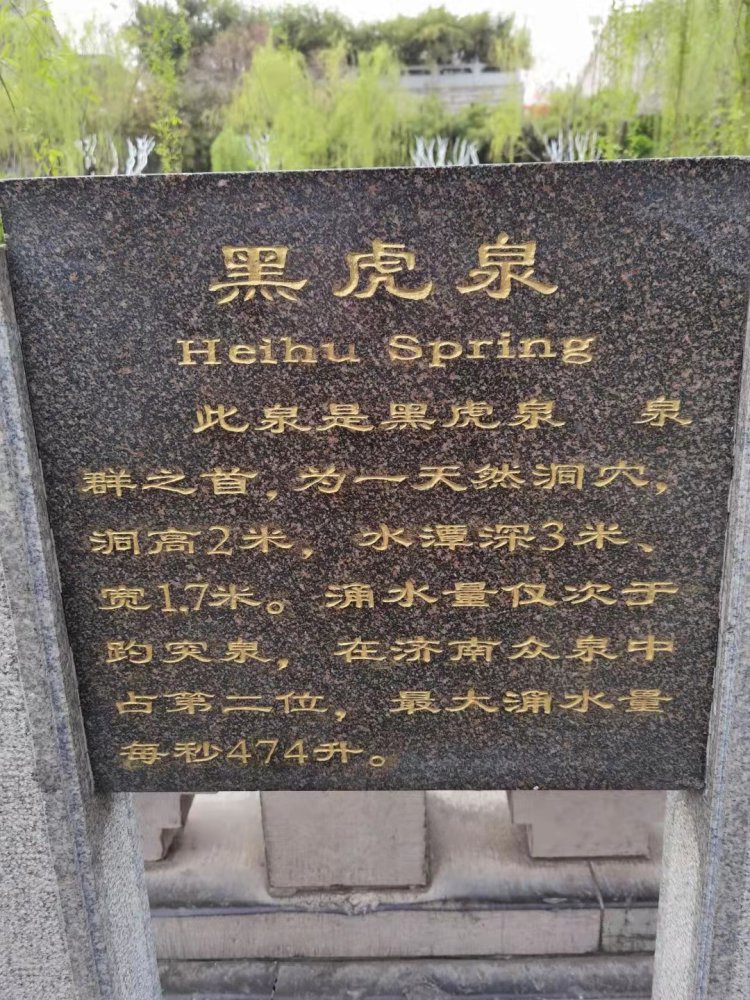 黑虎泉
Heihu Spring
此泉是黑虎泉 泉
群之首，为一天然洞穴，
洞高2米，水潭深3米、
宽1.7米。涌水量仅次于
趵突泉，在济南众泉中
占第二位，最大涌水量
每秒474升。